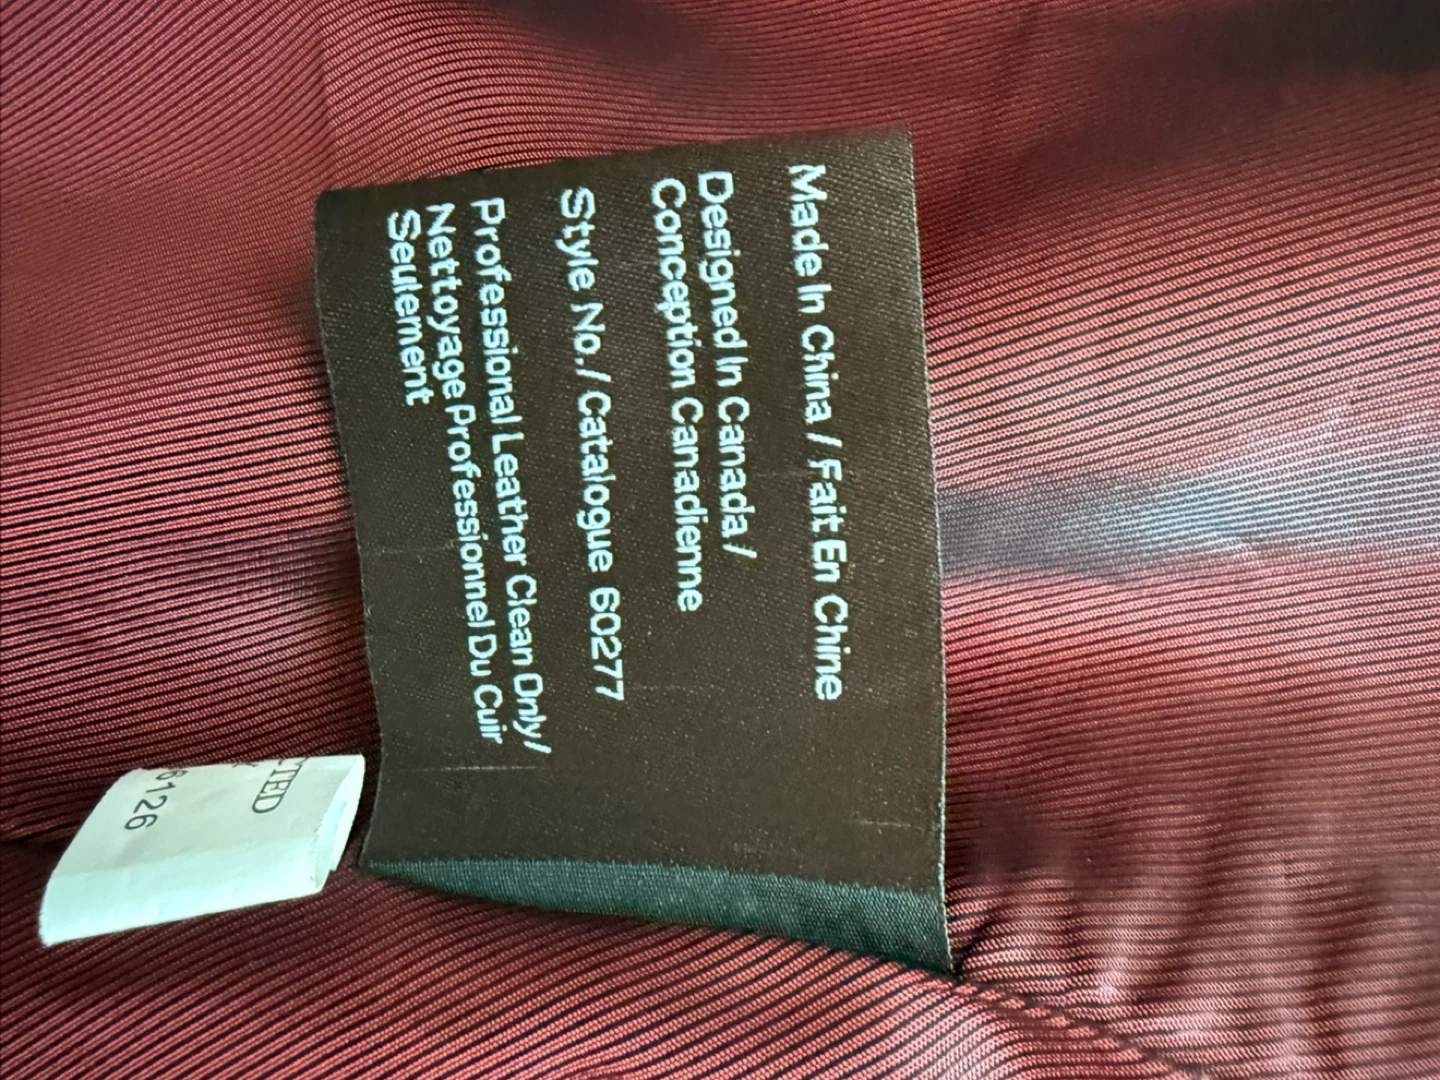 Made In China / Fait En Chine
Designed In Canada /
Conception Canadienne
Style No. / Catalogue 60277
Professional Leather Clean Only /
Nettoyage Professionnel Du Cuir
Seulement
6126